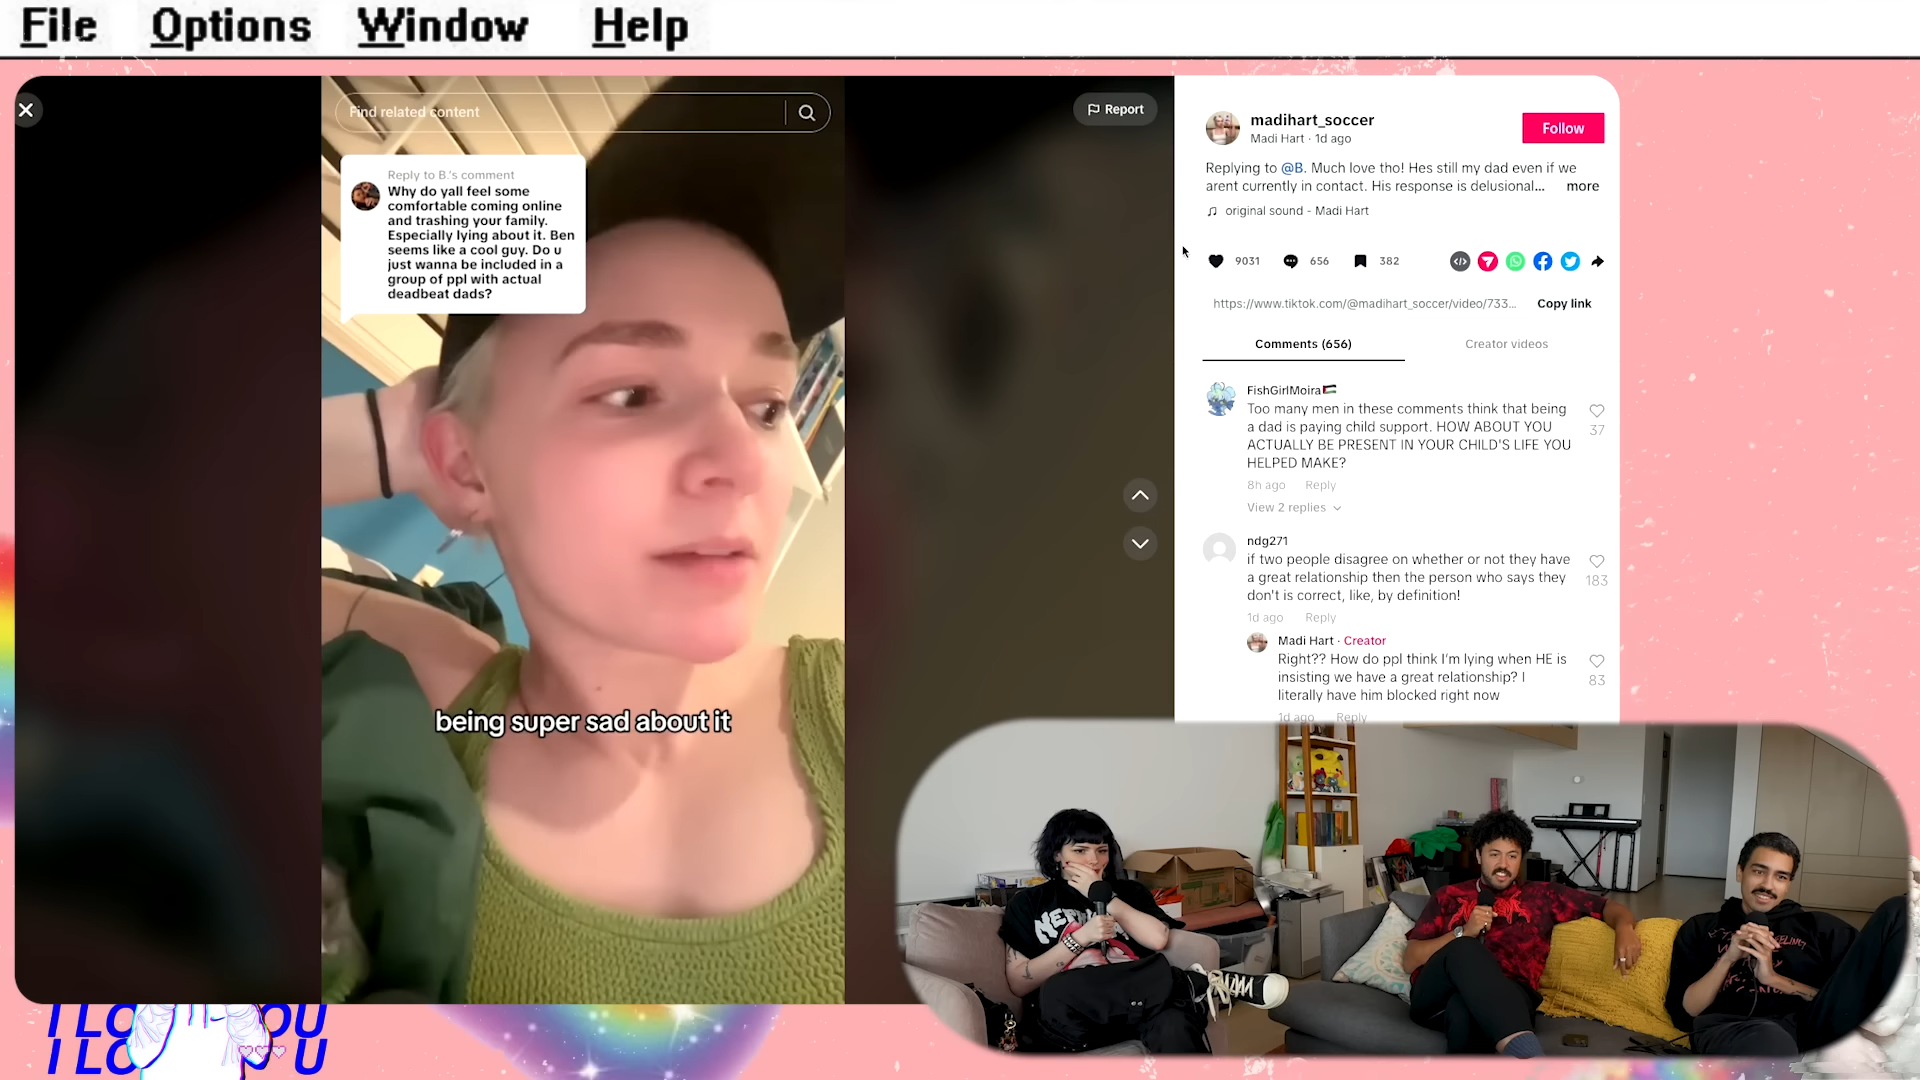 File Options Window Help
Find related content
Report
Reply to B.'s comment
Why do yall feel some
comfortable coming online
and trashing your family.
Especially lying about it. Ben
seems like a cool guy. Do u
just wanna be included in a
group of ppl with actual
deadbeat dads?
being super sad about it
madihart_soccer
Madi Hart · 1d ago
Follow
Replying to @B. Much love tho! Hes still my dad even if we
arent currently in contact. His response is delusional... more
original sound - Madi Hart
9031 656 382
https://www.tiktok.com/@madihart_soccer/video/733... Copy link
Comments (656) Creator videos
FishGirlMoira
Too many men in these comments think that being
a dad is paying child support. HOW ABOUT YOU
ACTUALLY BE PRESENT IN YOUR CHILD'S LIFE YOU
HELPED MAKE?
37
8h ago Reply
View 2 replies
ndg271
if two people disagree on whether or not they have
a great relationship then the person who says they
don't is correct, like, by definition!
183
1d ago Reply
Madi Hart · Creator
Right?? How do ppl think I'm lying when HE is
insisting we have a great relationship? I
literally have him blocked right now
83
1d ago Reply
I LO OU
I LO U